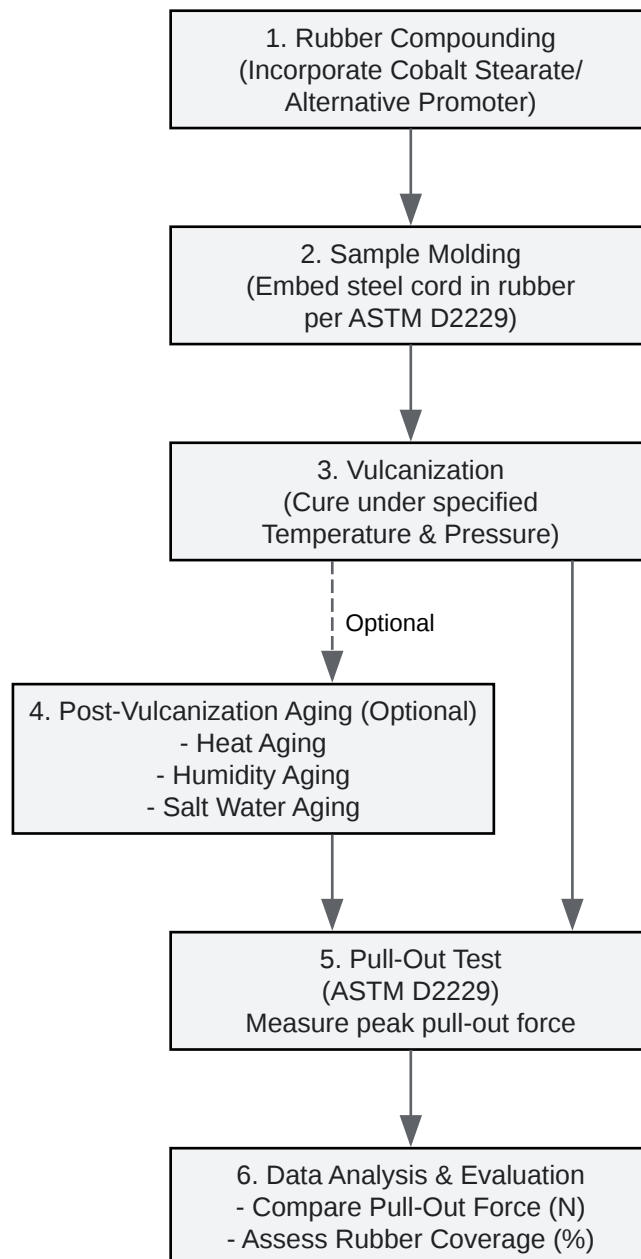 1. Rubber Compounding
(Incorporate Cobalt Stearate/
Alternative Promoter)
2. Sample Molding
(Embed steel cord in rubber
per ASTM D2229)
3. Vulcanization
(Cure under specified
Temperature & Pressure)
Optional
4. Post-Vulcanization Aging (Optional)
- Heat Aging
- Humidity Aging
- Salt Water Aging
5. Pull-Out Test
(ASTM D2229)
Measure peak pull-out force
6. Data Analysis & Evaluation
- Compare Pull-Out Force (N)
- Assess Rubber Coverage (%)